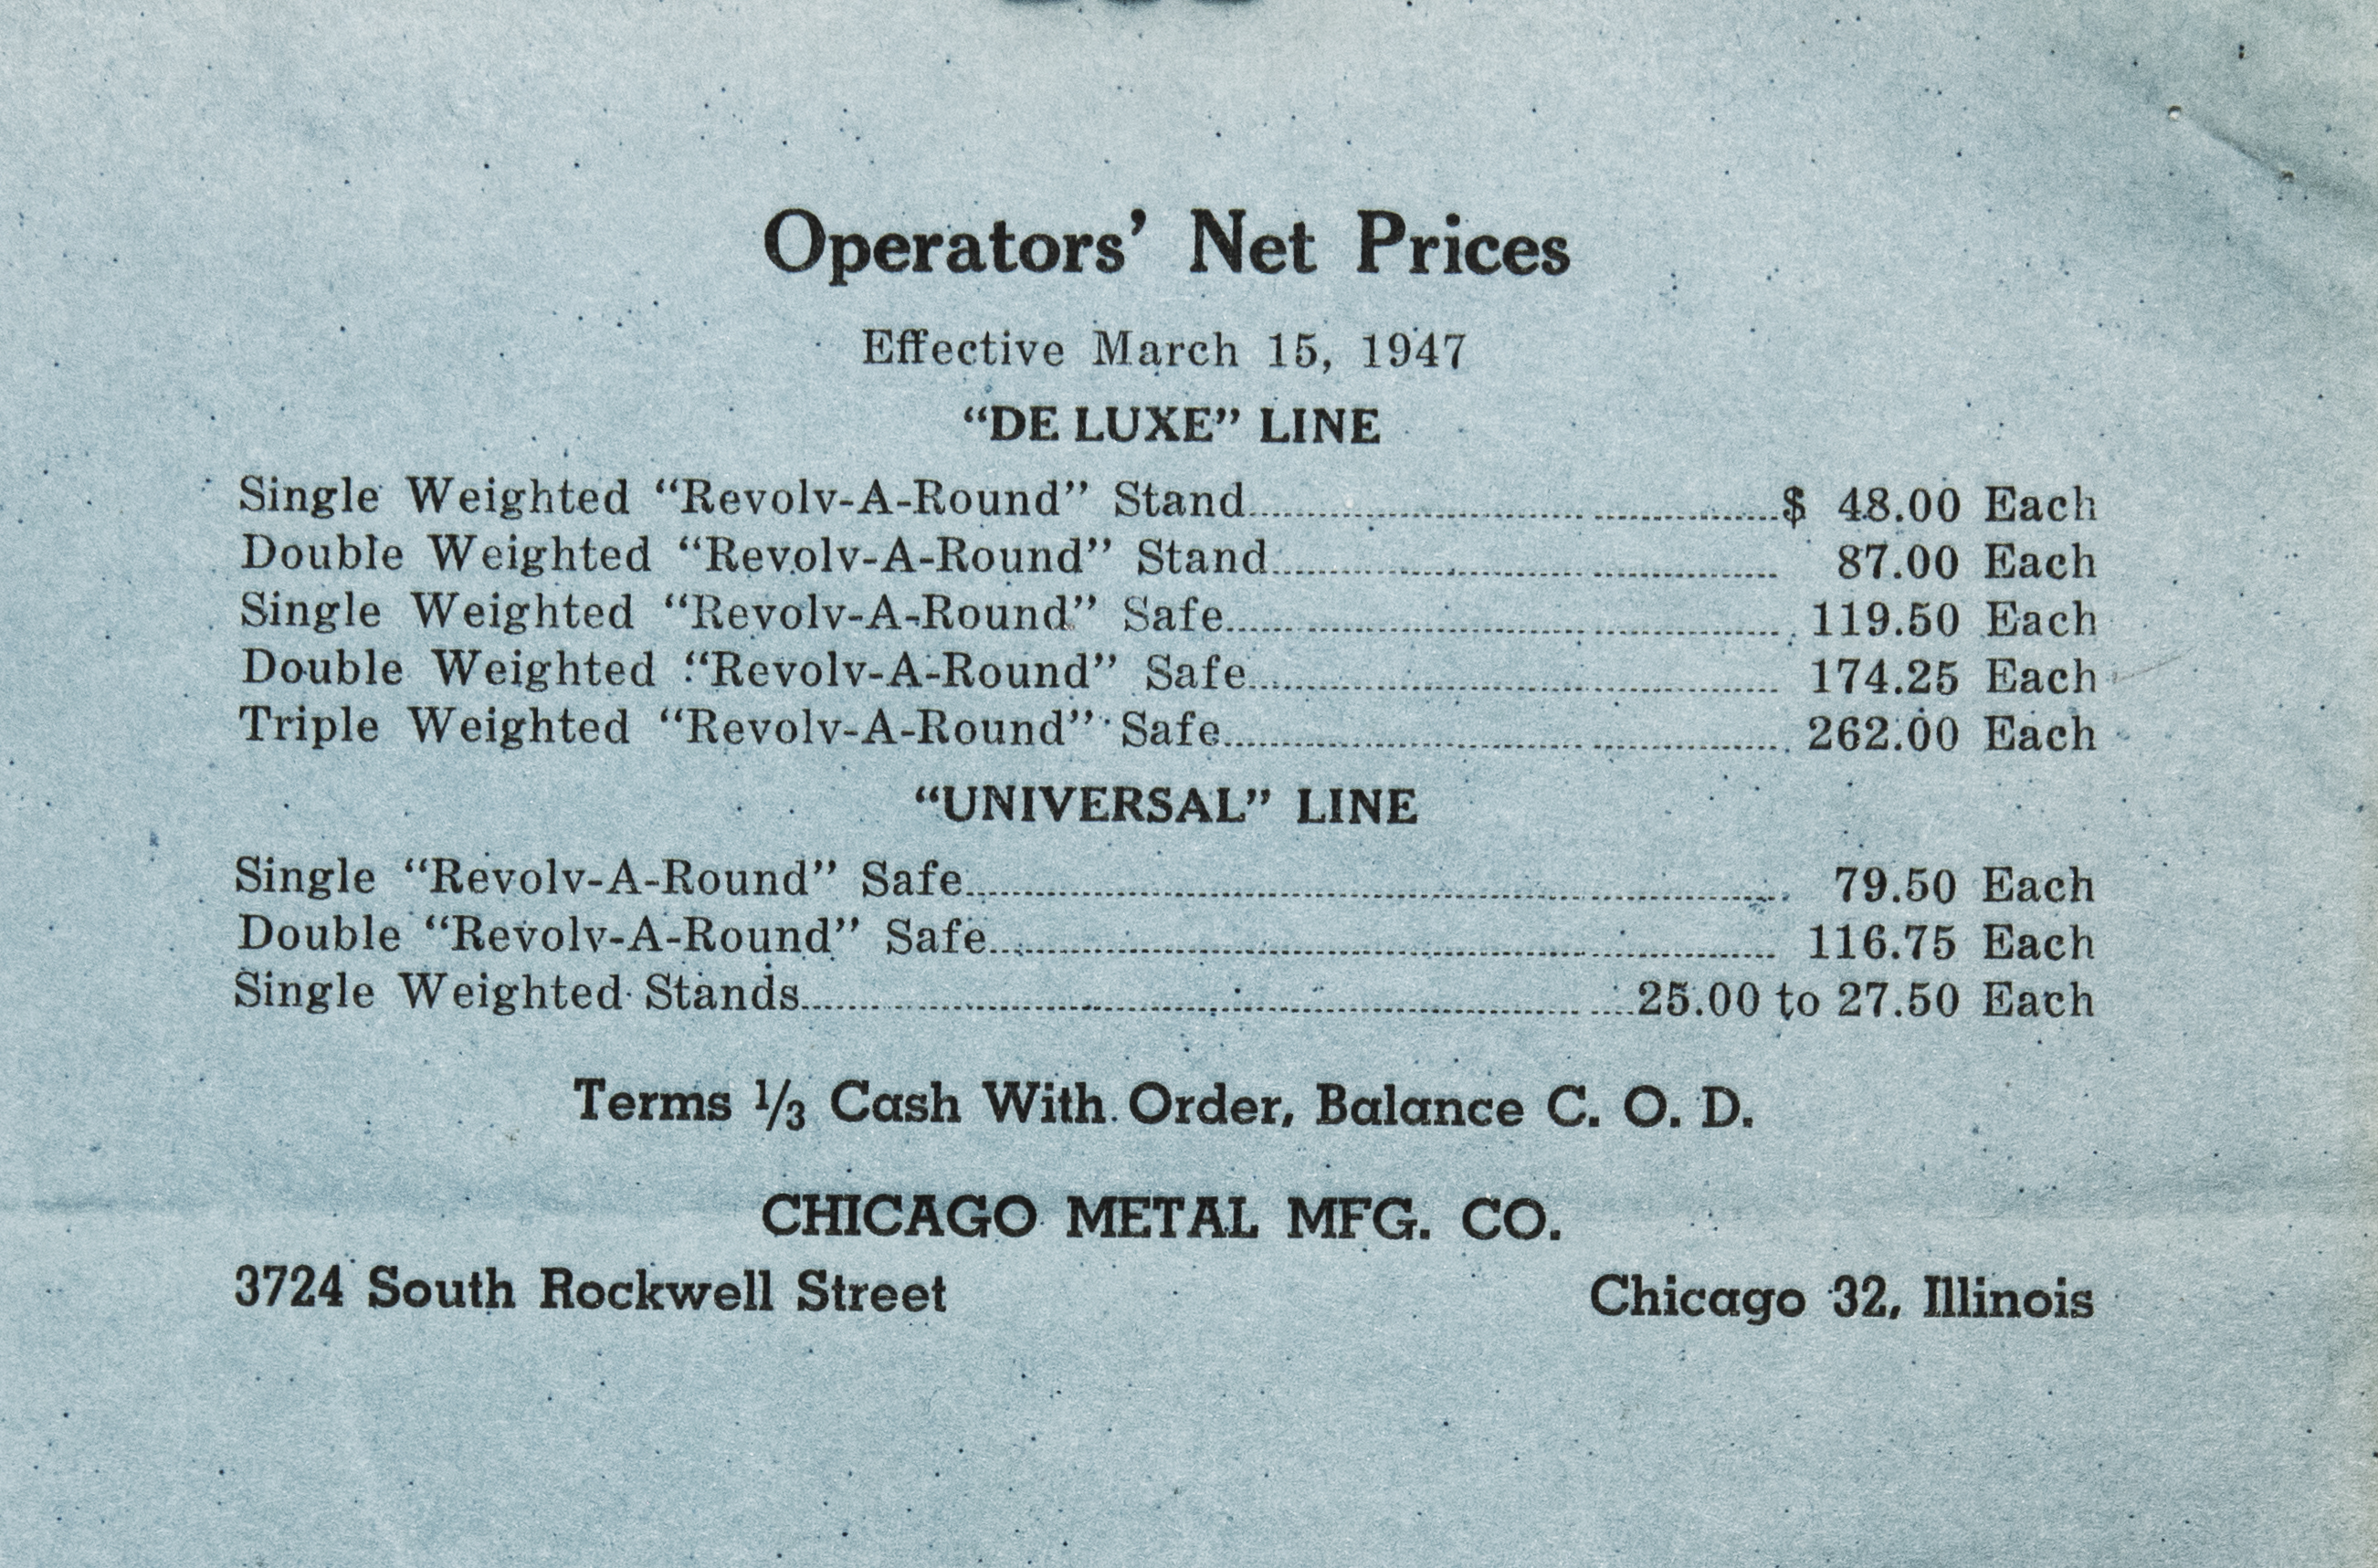 Operators’ Net Prices
Effective March 15, 1947
“DE LUXE” LINE
Single Weighted “Revolv-A-Round” Stand........................................$ 48.00 Each
Double Weighted “Revolv-A-Round” Stand........................................ 87.00 Each
Single Weighted “Revolv-A-Round” Safe........................................ 119.50 Each
Double Weighted “Revolv-A-Round” Safe........................................ 174.25 Each
Triple Weighted “Revolv-A-Round” Safe........................................ 262.00 Each
“UNIVERSAL” LINE
Single “Revolv-A-Round” Safe........................................ 79.50 Each
Double “Revolv-A-Round” Safe........................................ 116.75 Each
Single Weighted Stands........................................25.00 to 27.50 Each
Terms ⅓ Cash With Order, Balance C. O. D.
CHICAGO METAL MFG. CO.
3724 South Rockwell Street Chicago 32, Illinois